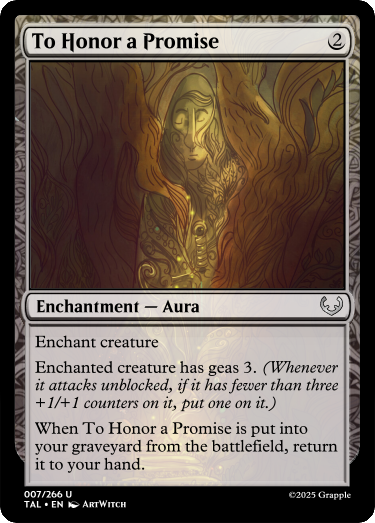 To Honor a Promise 2
Enchantment — Aura
Enchant creature
Enchanted creature has geas 3. (Whenever
it attacks unblocked, if it has fewer than three
+1/+1 counters on it, put one on it.)
When To Honor a Promise is put into
your graveyard from the battlefield, return
it to your hand.
007/266 U
TAL • EN ArtWitch
©2025 Grapple